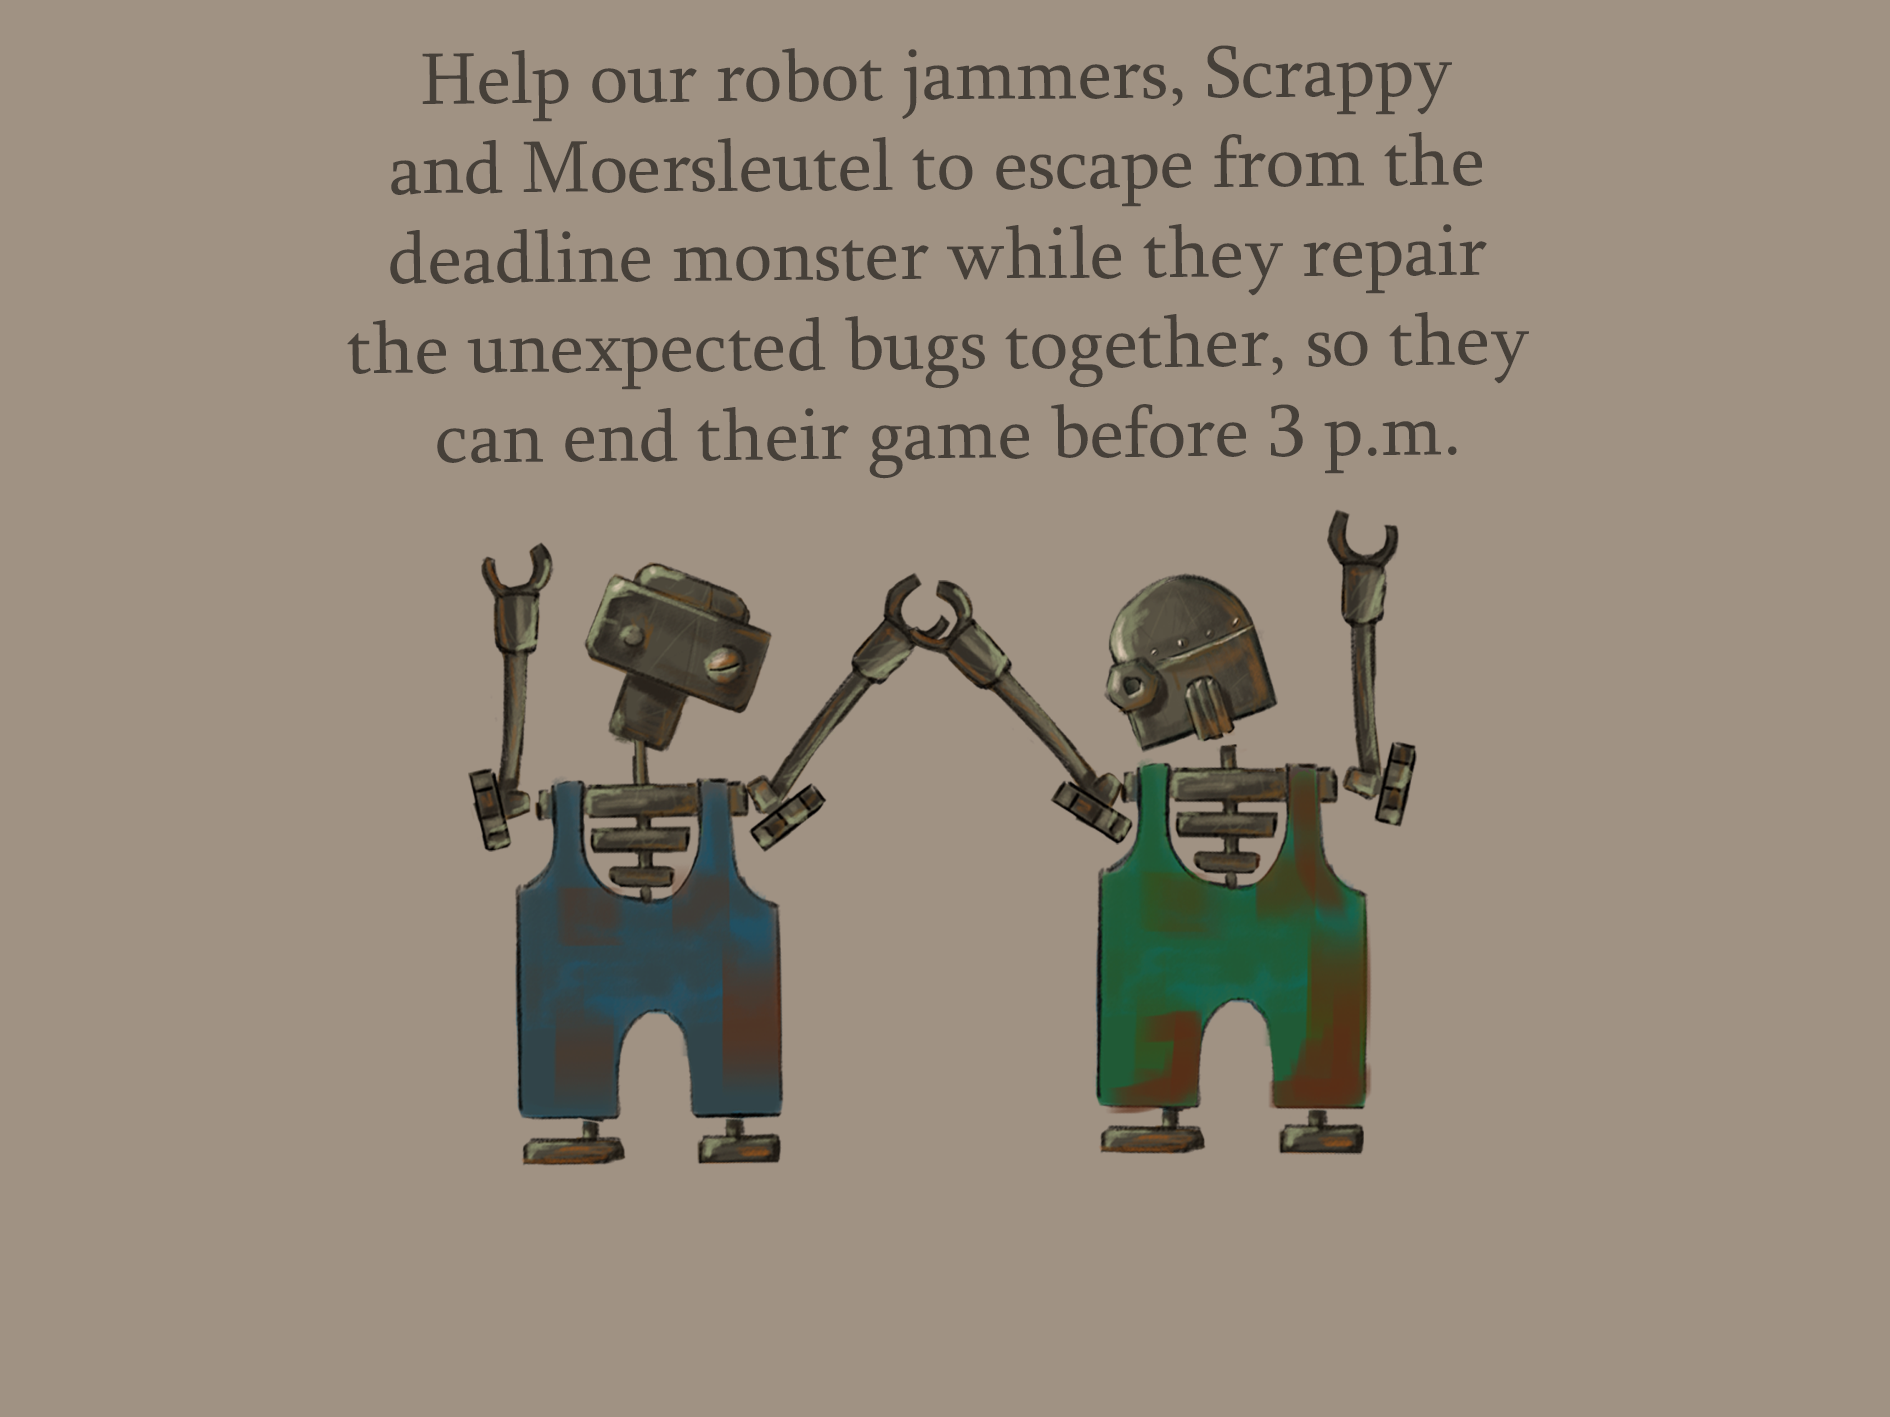 Help our robot jammers, Scrappy
and Moersleutel to escape from the
deadline monster while they repair
the unexpected bugs together, so they
can end their game before 3 p.m.